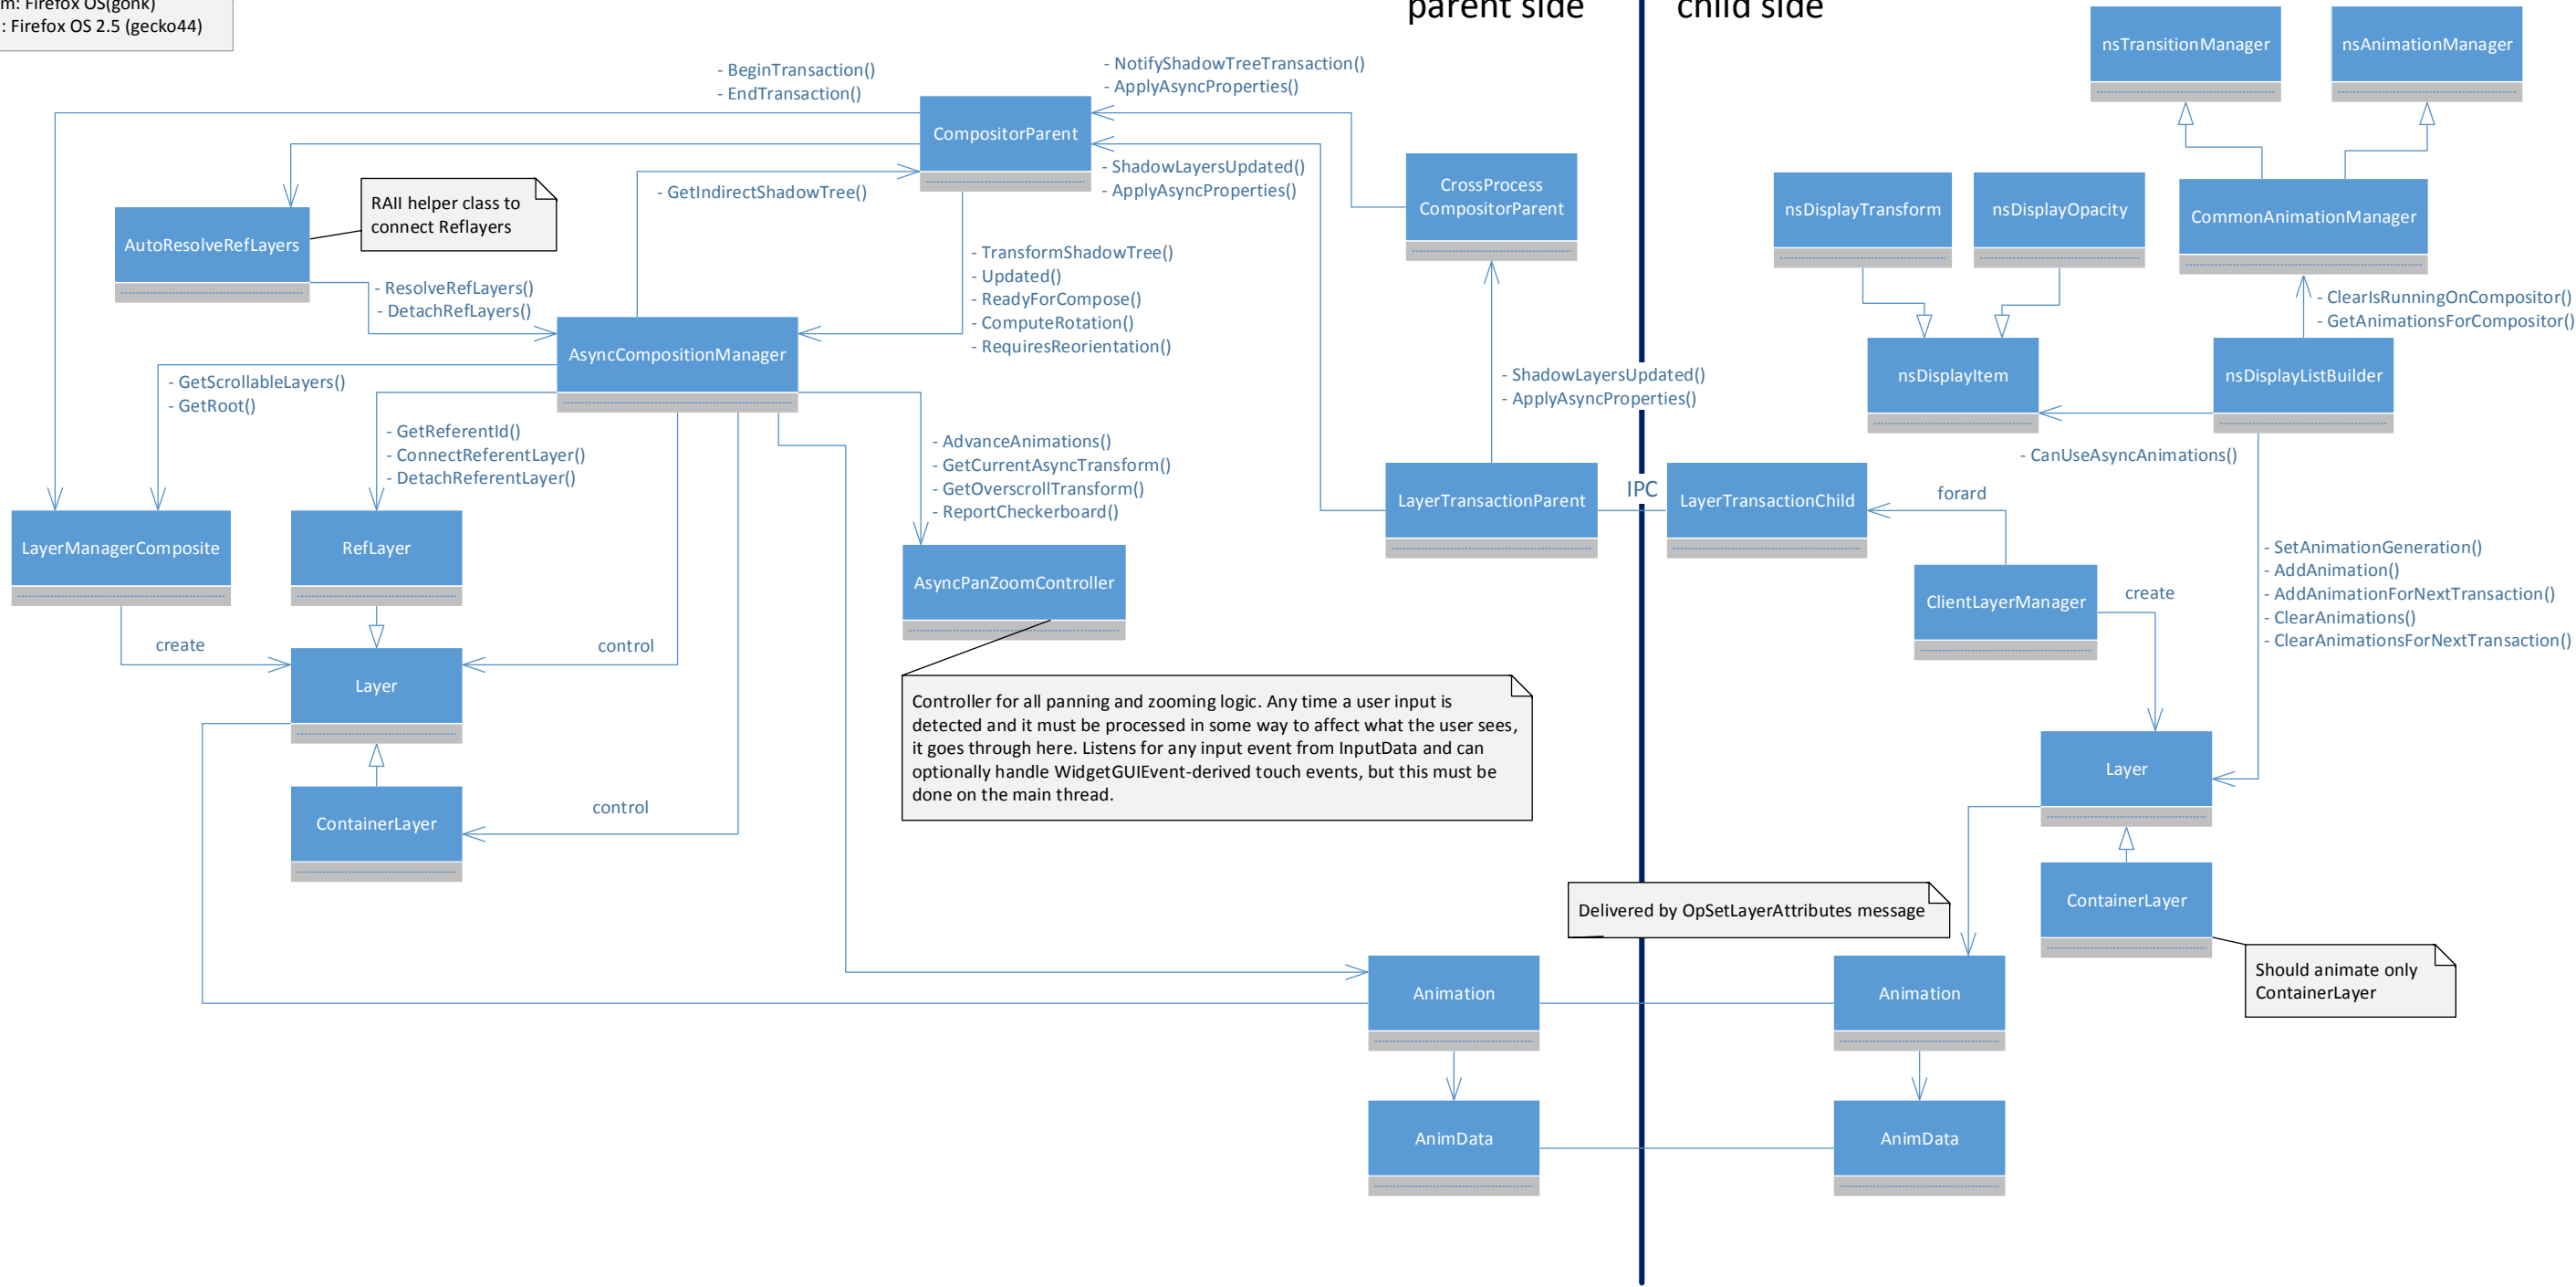 m: Firefox OS(gonk)
: Firefox OS 2.5 (gecko44)
parent side
child side
nsTransitionManager
nsAnimationManager
- BeginTransaction()
- EndTransaction()
- NotifyShadowTreeTransaction()
- ApplyAsyncProperties()
CompositorParent
- ShadowLayersUpdated()
- ApplyAsyncProperties()
- GetIndirectShadowTree()
CrossProcess
CompositorParent
nsDisplayTransform
nsDisplayOpacity
CommonAnimationManager
RAII helper class to
connect Reflayers
AutoResolveRefLayers
- TransformShadowTree()
- Updated()
- ReadyForCompose()
- ComputeRotation()
- RequiresReorientation()
- ResolveRefLayers()
- DetachRefLayers()
- ClearIsRunningOnCompositor()
- GetAnimationsForCompositor()
AsyncCompositionManager
nsDisplayItem
nsDisplayListBuilder
- GetScrollableLayers()
- GetRoot()
- ShadowLayersUpdated()
- ApplyAsyncProperties()
- GetReferentId()
- ConnectReferentLayer()
- DetachReferentLayer()
- AdvanceAnimations()
- GetCurrentAsyncTransform()
- GetOverscrollTransform()
- ReportCheckerboard()
- CanUseAsyncAnimations()
LayerTransactionParent
IPC
LayerTransactionChild
forard
LayerManagerComposite
RefLayer
AsyncPanZoomController
ClientLayerManager
create
- SetAnimationGeneration()
- AddAnimation()
- AddAnimationForNextTransaction()
- ClearAnimations()
- ClearAnimationsForNextTransaction()
create
control
Layer
Controller for all panning and zooming logic. Any time a user input is
detected and it must be processed in some way to affect what the user sees,
it goes through here. Listens for any input event from InputData and can
optionally handle WidgetGUIEvent-derived touch events, but this must be
done on the main thread.
Layer
control
ContainerLayer
Delivered by OpSetLayerAttributes message
ContainerLayer
Should animate only
ContainerLayer
Animation
Animation
AnimData
AnimData